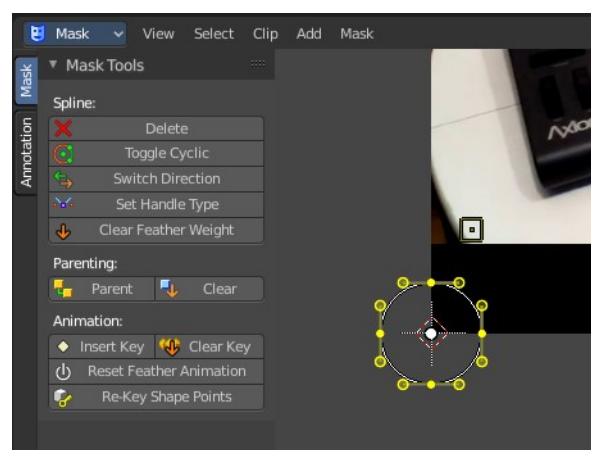 Mask View Select Clip Add Mask
Mask Tools
Mask
Annotation
Spline:
Delete
Toggle Cyclic
Switch Direction
Set Handle Type
Clear Feather Weight
Parenting:
Parent Clear
Animation:
Insert Key Clear Key
Reset Feather Animation
Re-Key Shape Points